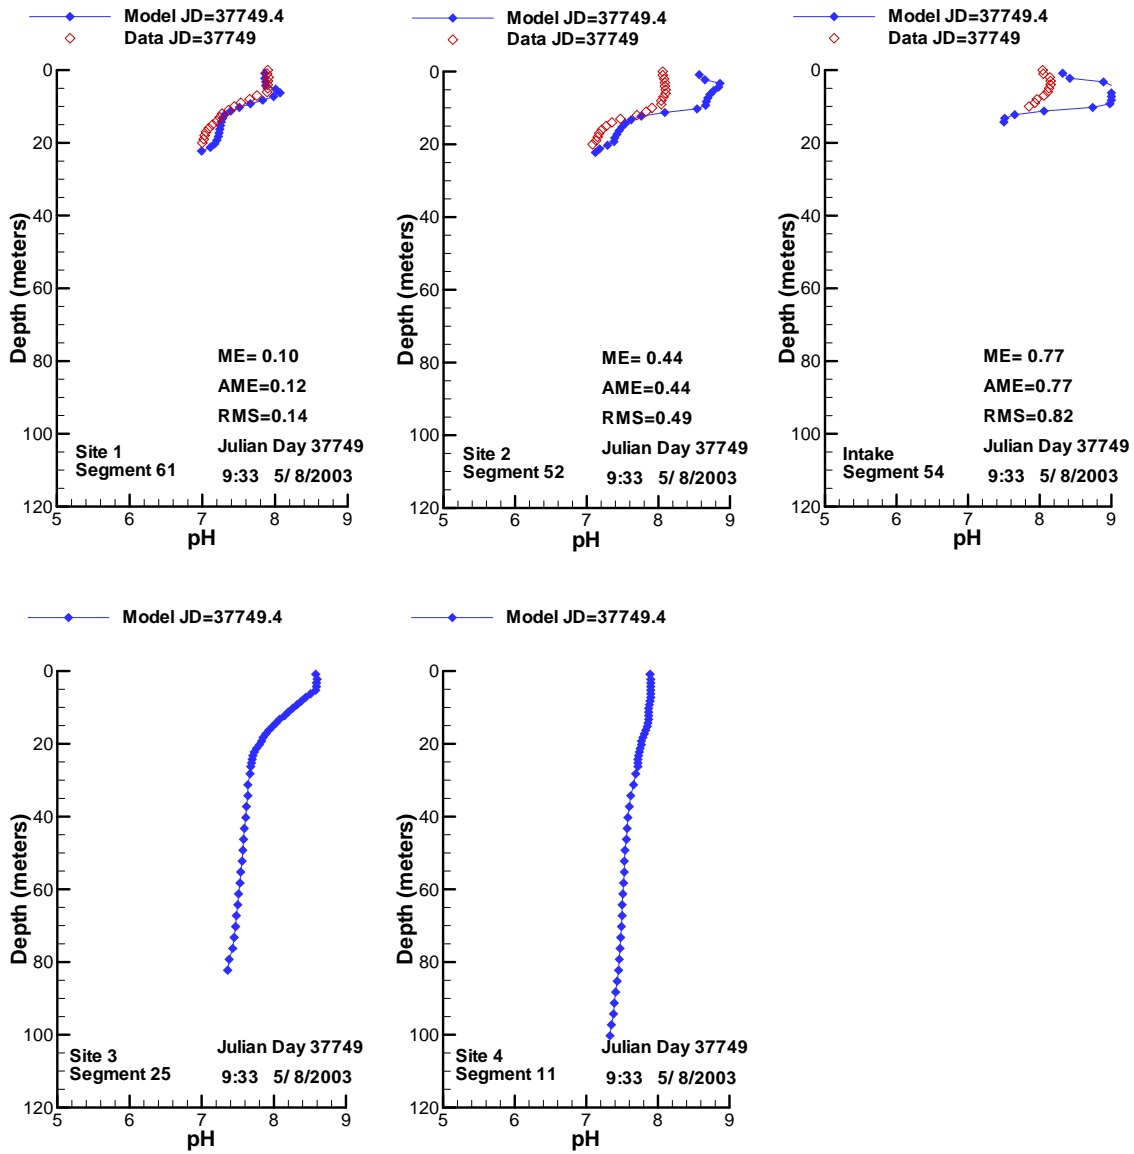 Model JD=37749.4
Data JD=37749
0
20
40
60
80
100
120
Depth (meters)
ME= 0.10
AME=0.12
RMS=0.14
Site 1
Segment 61
Julian Day 37749
9:33 5/ 8/2003
5 6 7 8 9
pH
Model JD=37749.4
Data JD=37749
0
20
40
60
80
100
120
Depth (meters)
ME= 0.44
AME=0.44
RMS=0.49
Site 2
Segment 52
Julian Day 37749
9:33 5/ 8/2003
5 6 7 8 9
pH
Model JD=37749.4
Data JD=37749
0
20
40
60
80
100
120
Depth (meters)
ME= 0.77
AME=0.77
RMS=0.82
Intake
Segment 54
Julian Day 37749
9:33 5/ 8/2003
5 6 7 8 9
pH
Model JD=37749.4
0
20
40
60
80
100
120
Depth (meters)
Site 3
Segment 25
Julian Day 37749
9:33 5/ 8/2003
5 6 7 8 9
pH
Model JD=37749.4
0
20
40
60
80
100
120
Depth (meters)
Site 4
Segment 11
Julian Day 37749
9:33 5/ 8/2003
5 6 7 8 9
pH